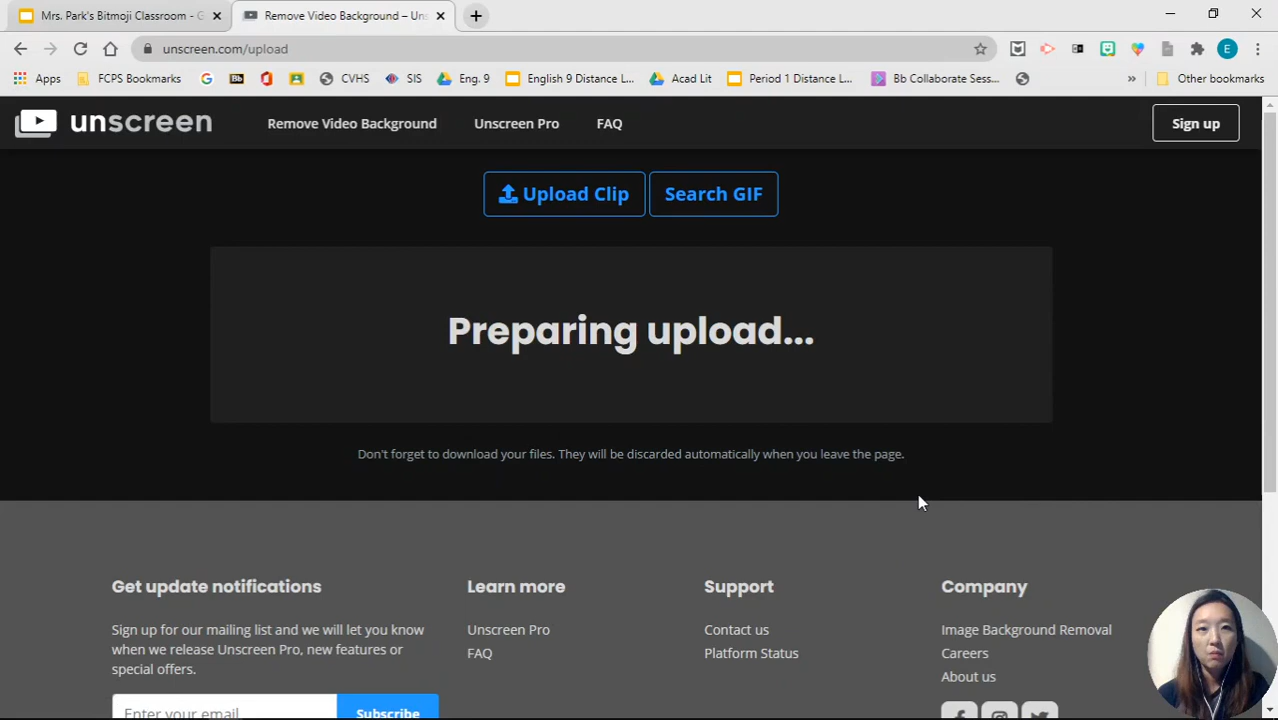 Mrs. Park's Bitmoji Classroom - G
Remove Video Background – Uns
unscreen.com/upload
E
Apps
FCPS Bookmarks
G
Bb
CVHS
SIS
Eng. 9
English 9 Distance L...
Acad Lit
Period 1 Distance L...
Bb Collaborate Sess...
»
Other bookmarks
unscreen
Remove Video Background
Unscreen Pro
FAQ
Sign up
Upload Clip
Search GIF
Preparing upload...
Don't forget to download your files. They will be discarded automatically when you leave the page.
Get update notifications
Learn more
Support
Company
Sign up for our mailing list and we will let you know
when we release Unscreen Pro, new features or
special offers.
Unscreen Pro
FAQ
Contact us
Platform Status
Image Background Removal
Careers
About us
Enter your email
Subscribe